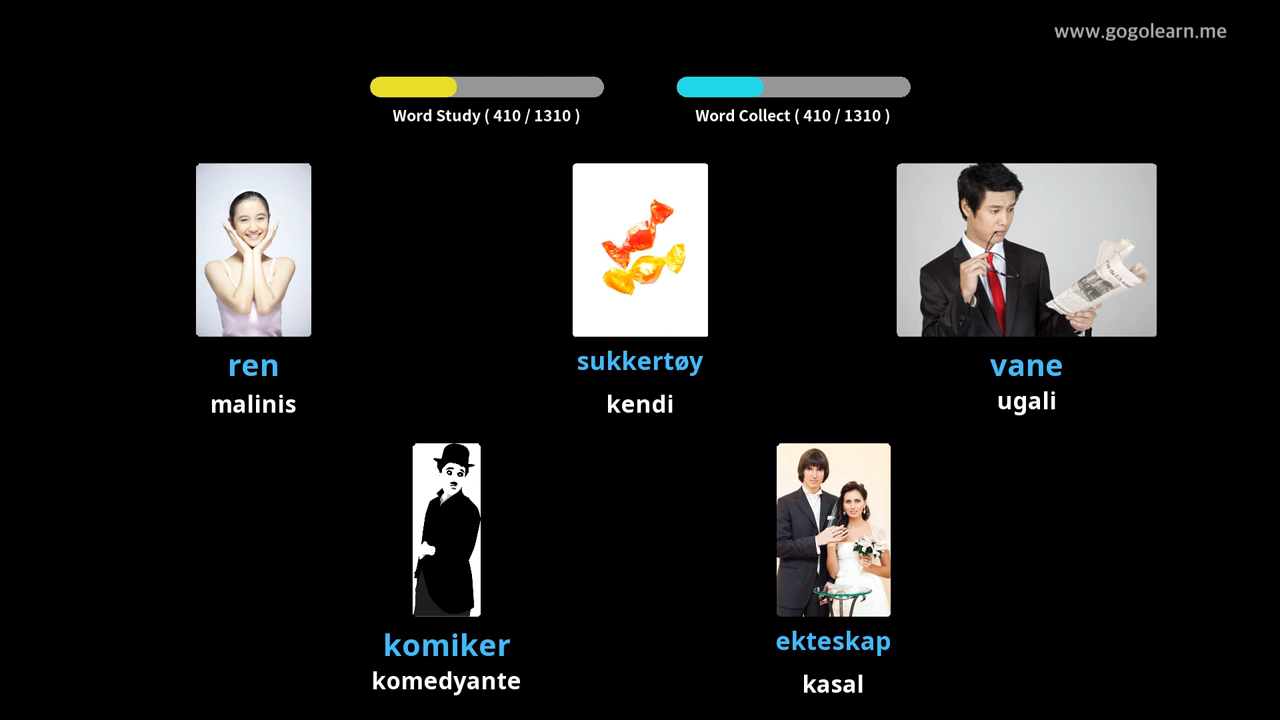 www.gogolearn.me
Word Study ( 410 / 1310 )
Word Collect ( 410 / 1310 )
ren
malinis
sukkertøy
kendi
vane
ugali
komiker
komedyante
ekteskap
kasal